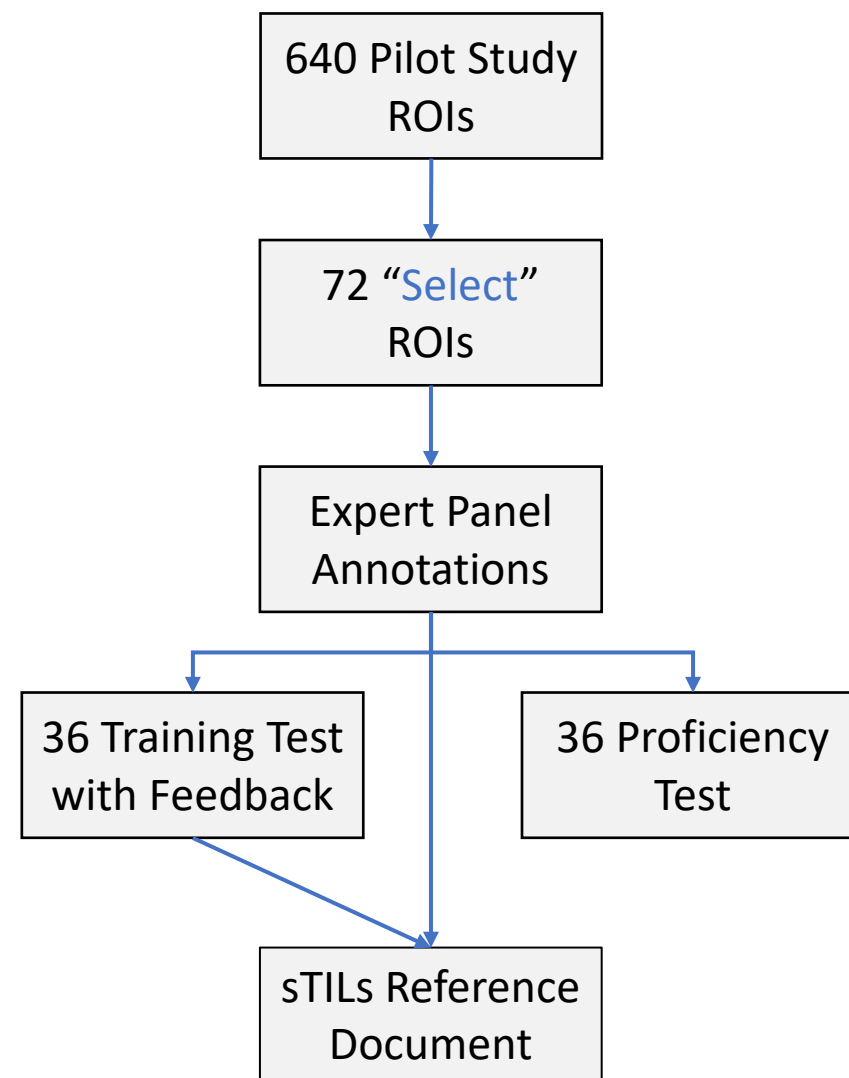 640 Pilot Study
ROIs
72 “Select”
ROIs
Expert Panel
Annotations
36 Training Test
with Feedback
36 Proficiency
Test
sTILs Reference
Document